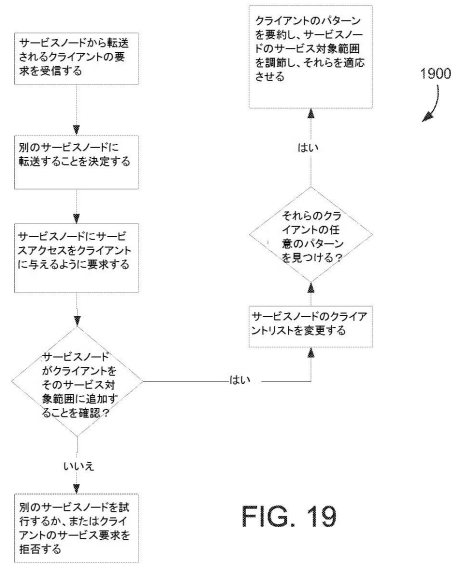 サービスノードから転送
されるクライアントの要
求を受信する
別のサービスノードに
転送することを決定する
サービスノードにサービ
スアクセスをクライアント
に与えるように要求する
サービスノード
がクライアントを
そのサービス対
象範囲に追加す
ることを確認？
いいえ
別のサービスノードを試
行するか、またはクライ
アントのサービス要求を
拒否する
はい
サービスノードのクライア
ントリストを変更する
それらのクラ
イアントの任
意のパターン
を見つける？
はい
クライアントのパターン
を要約し、サービスノー
ドのサービス対象範囲
を調節し、それらを適応
させる
1900
FIG. 19